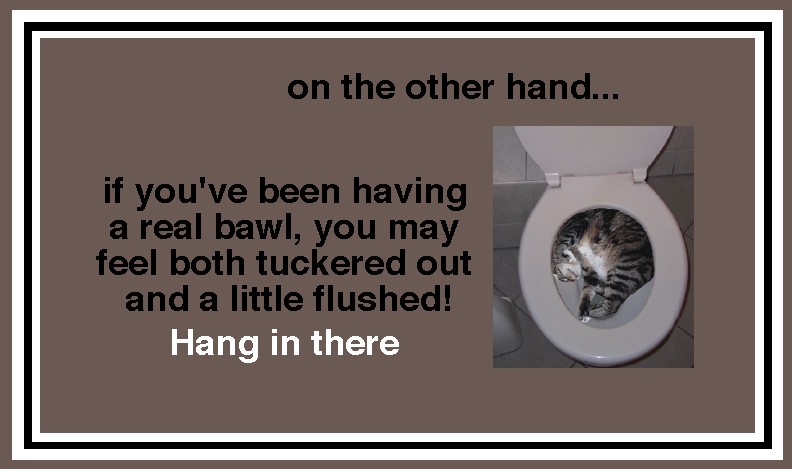 on the other hand...
if you've been having
a real bawl, you may
feel both tuckered out
and a little flushed!
Hang in there